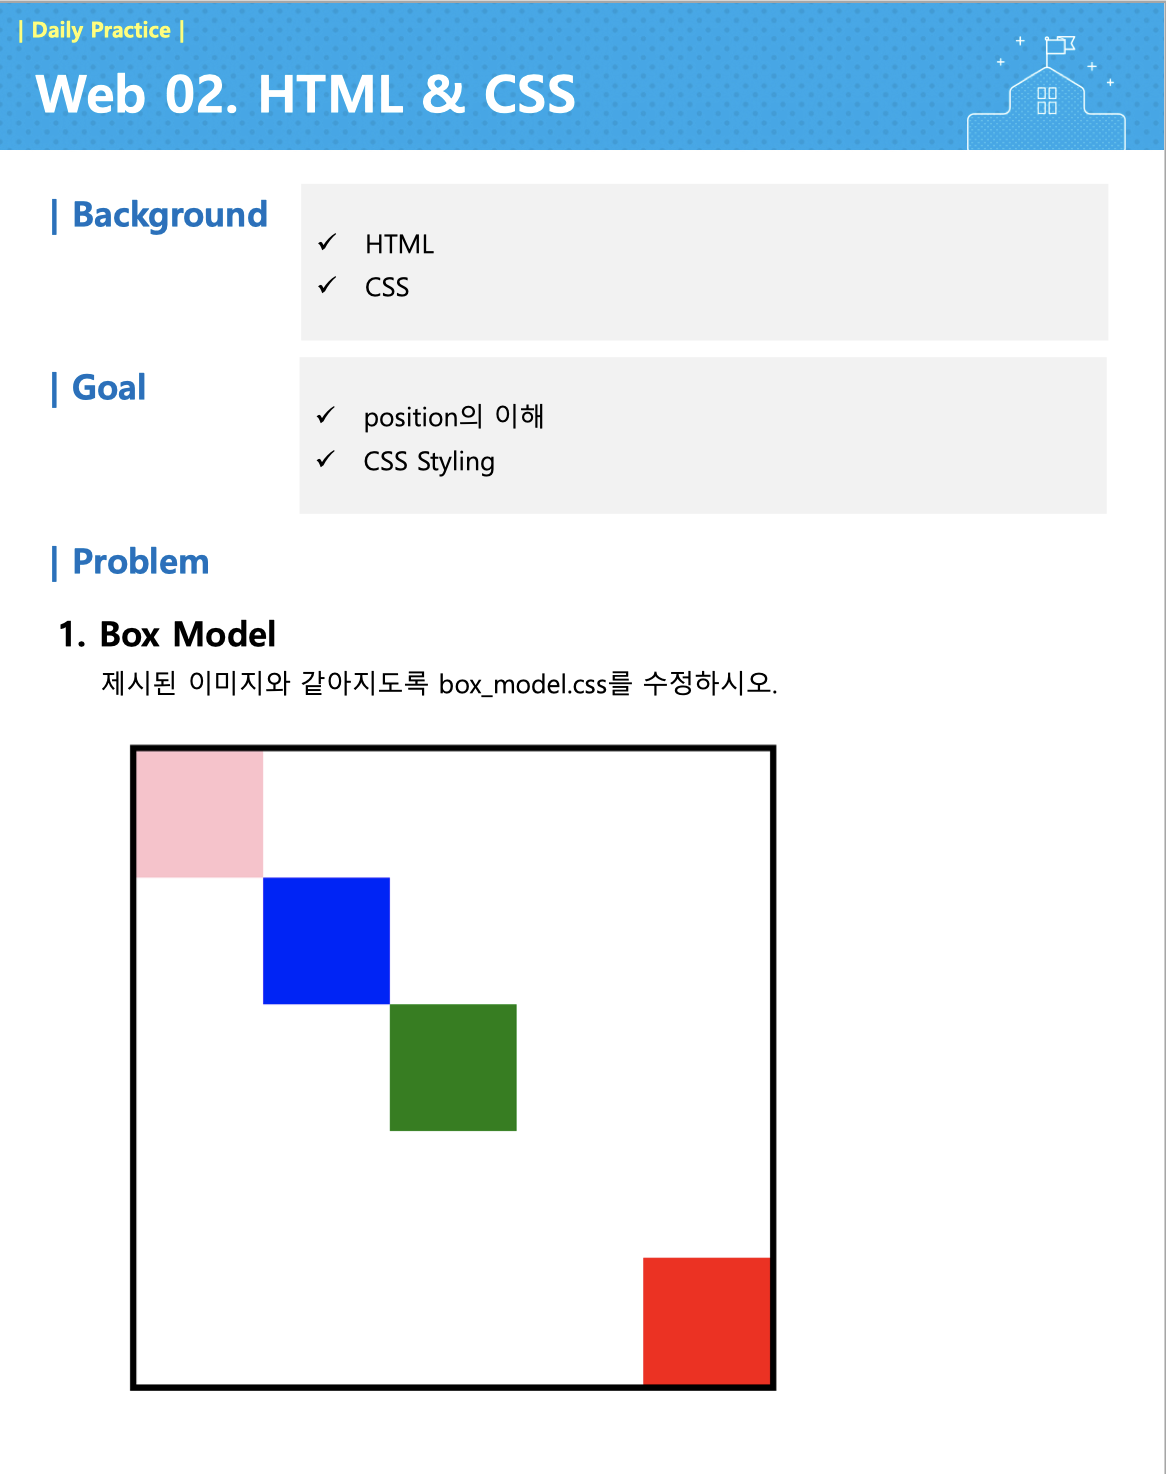 | Daily Practice |
Web 02. HTML & CSS
| Background
✓ HTML
✓ CSS
| Goal
✓ position의 이해
✓ CSS Styling
| Problem
1. Box Model
제시된 이미지와 같아지도록 box_model.css를 수정하시오.